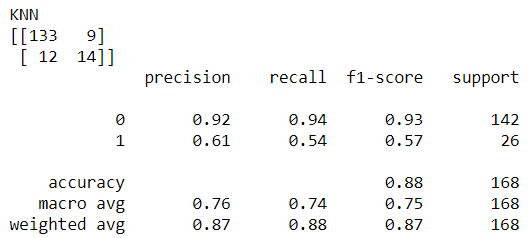 KNN
[[133   9]
 [ 12  14]]
              precision    recall  f1-score   support

           0       0.92      0.94      0.93       142
           1       0.61      0.54      0.57        26

    accuracy                           0.88       168
   macro avg       0.76      0.74      0.75       168
weighted avg       0.87      0.88      0.87       168